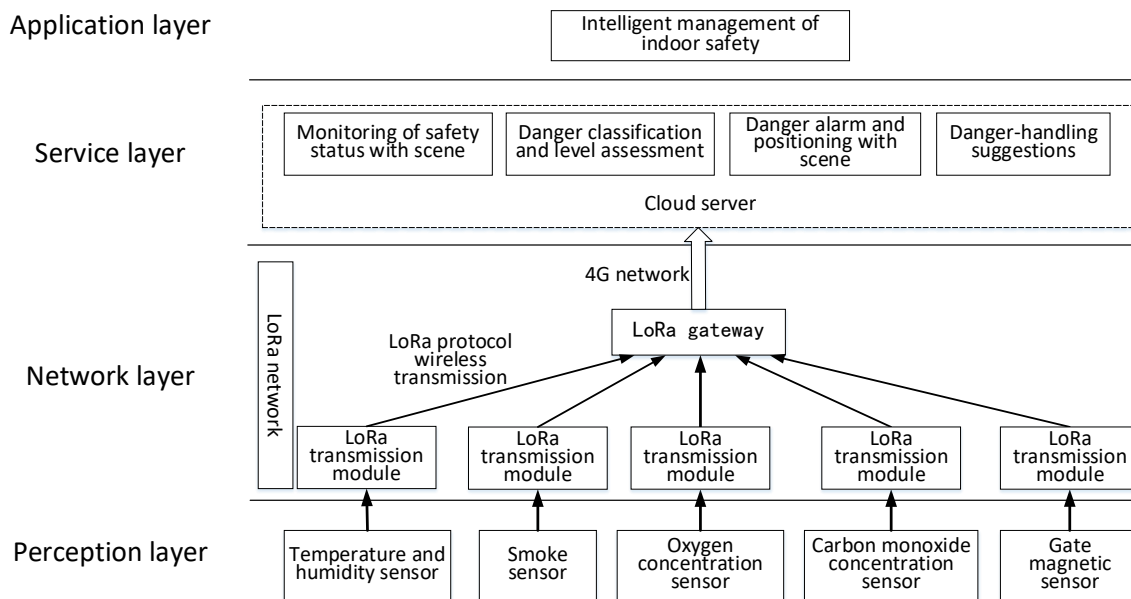 Application layer
Intelligent management of
indoor safety
Service layer
Monitoring of safety
status with scene
Danger classification
and level assessment
Danger alarm and
positioning with
scene
Danger-handling
suggestions
Cloud server
4G network
Network layer
LoRa network
LoRa protocol
wireless
transmission
LoRa gateway
LoRa
transmission
module
LoRa
transmission
module
LoRa
transmission
module
LoRa
transmission
module
LoRa
transmission
module
Perception layer
Temperature and
humidity sensor
Smoke
sensor
Oxygen
concentration
sensor
Carbon monoxide
concentration
sensor
Gate
magnetic
sensor